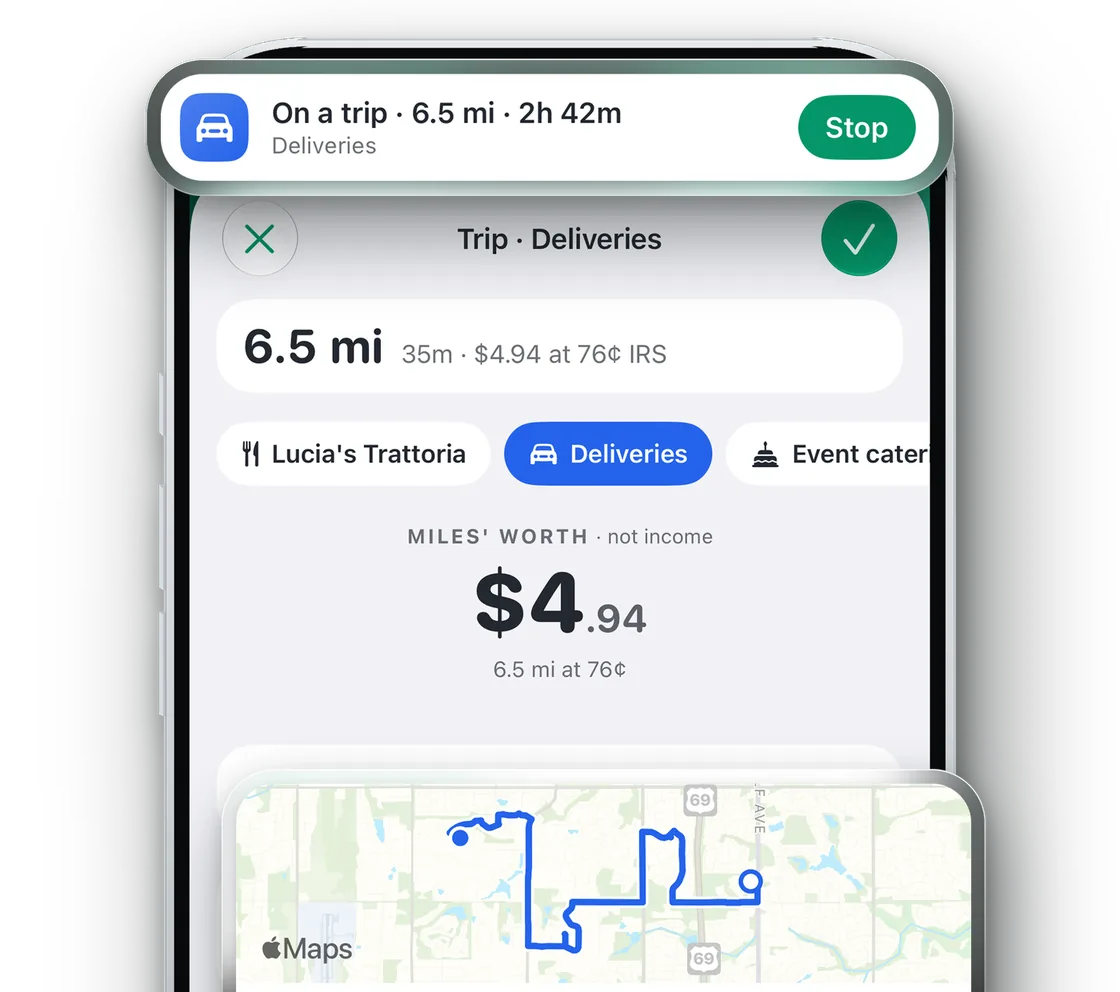 On a trip · 6.5 mi · 2h 42m
Deliveries
Stop
Trip · Deliveries
6.5 mi 35m · $4.94 at 76¢ IRS
Lucia's Trattoria
Deliveries
Event cateri
MILES' WORTH · not income
$4.94
6.5 mi at 76¢
69
F AVE
Maps
69